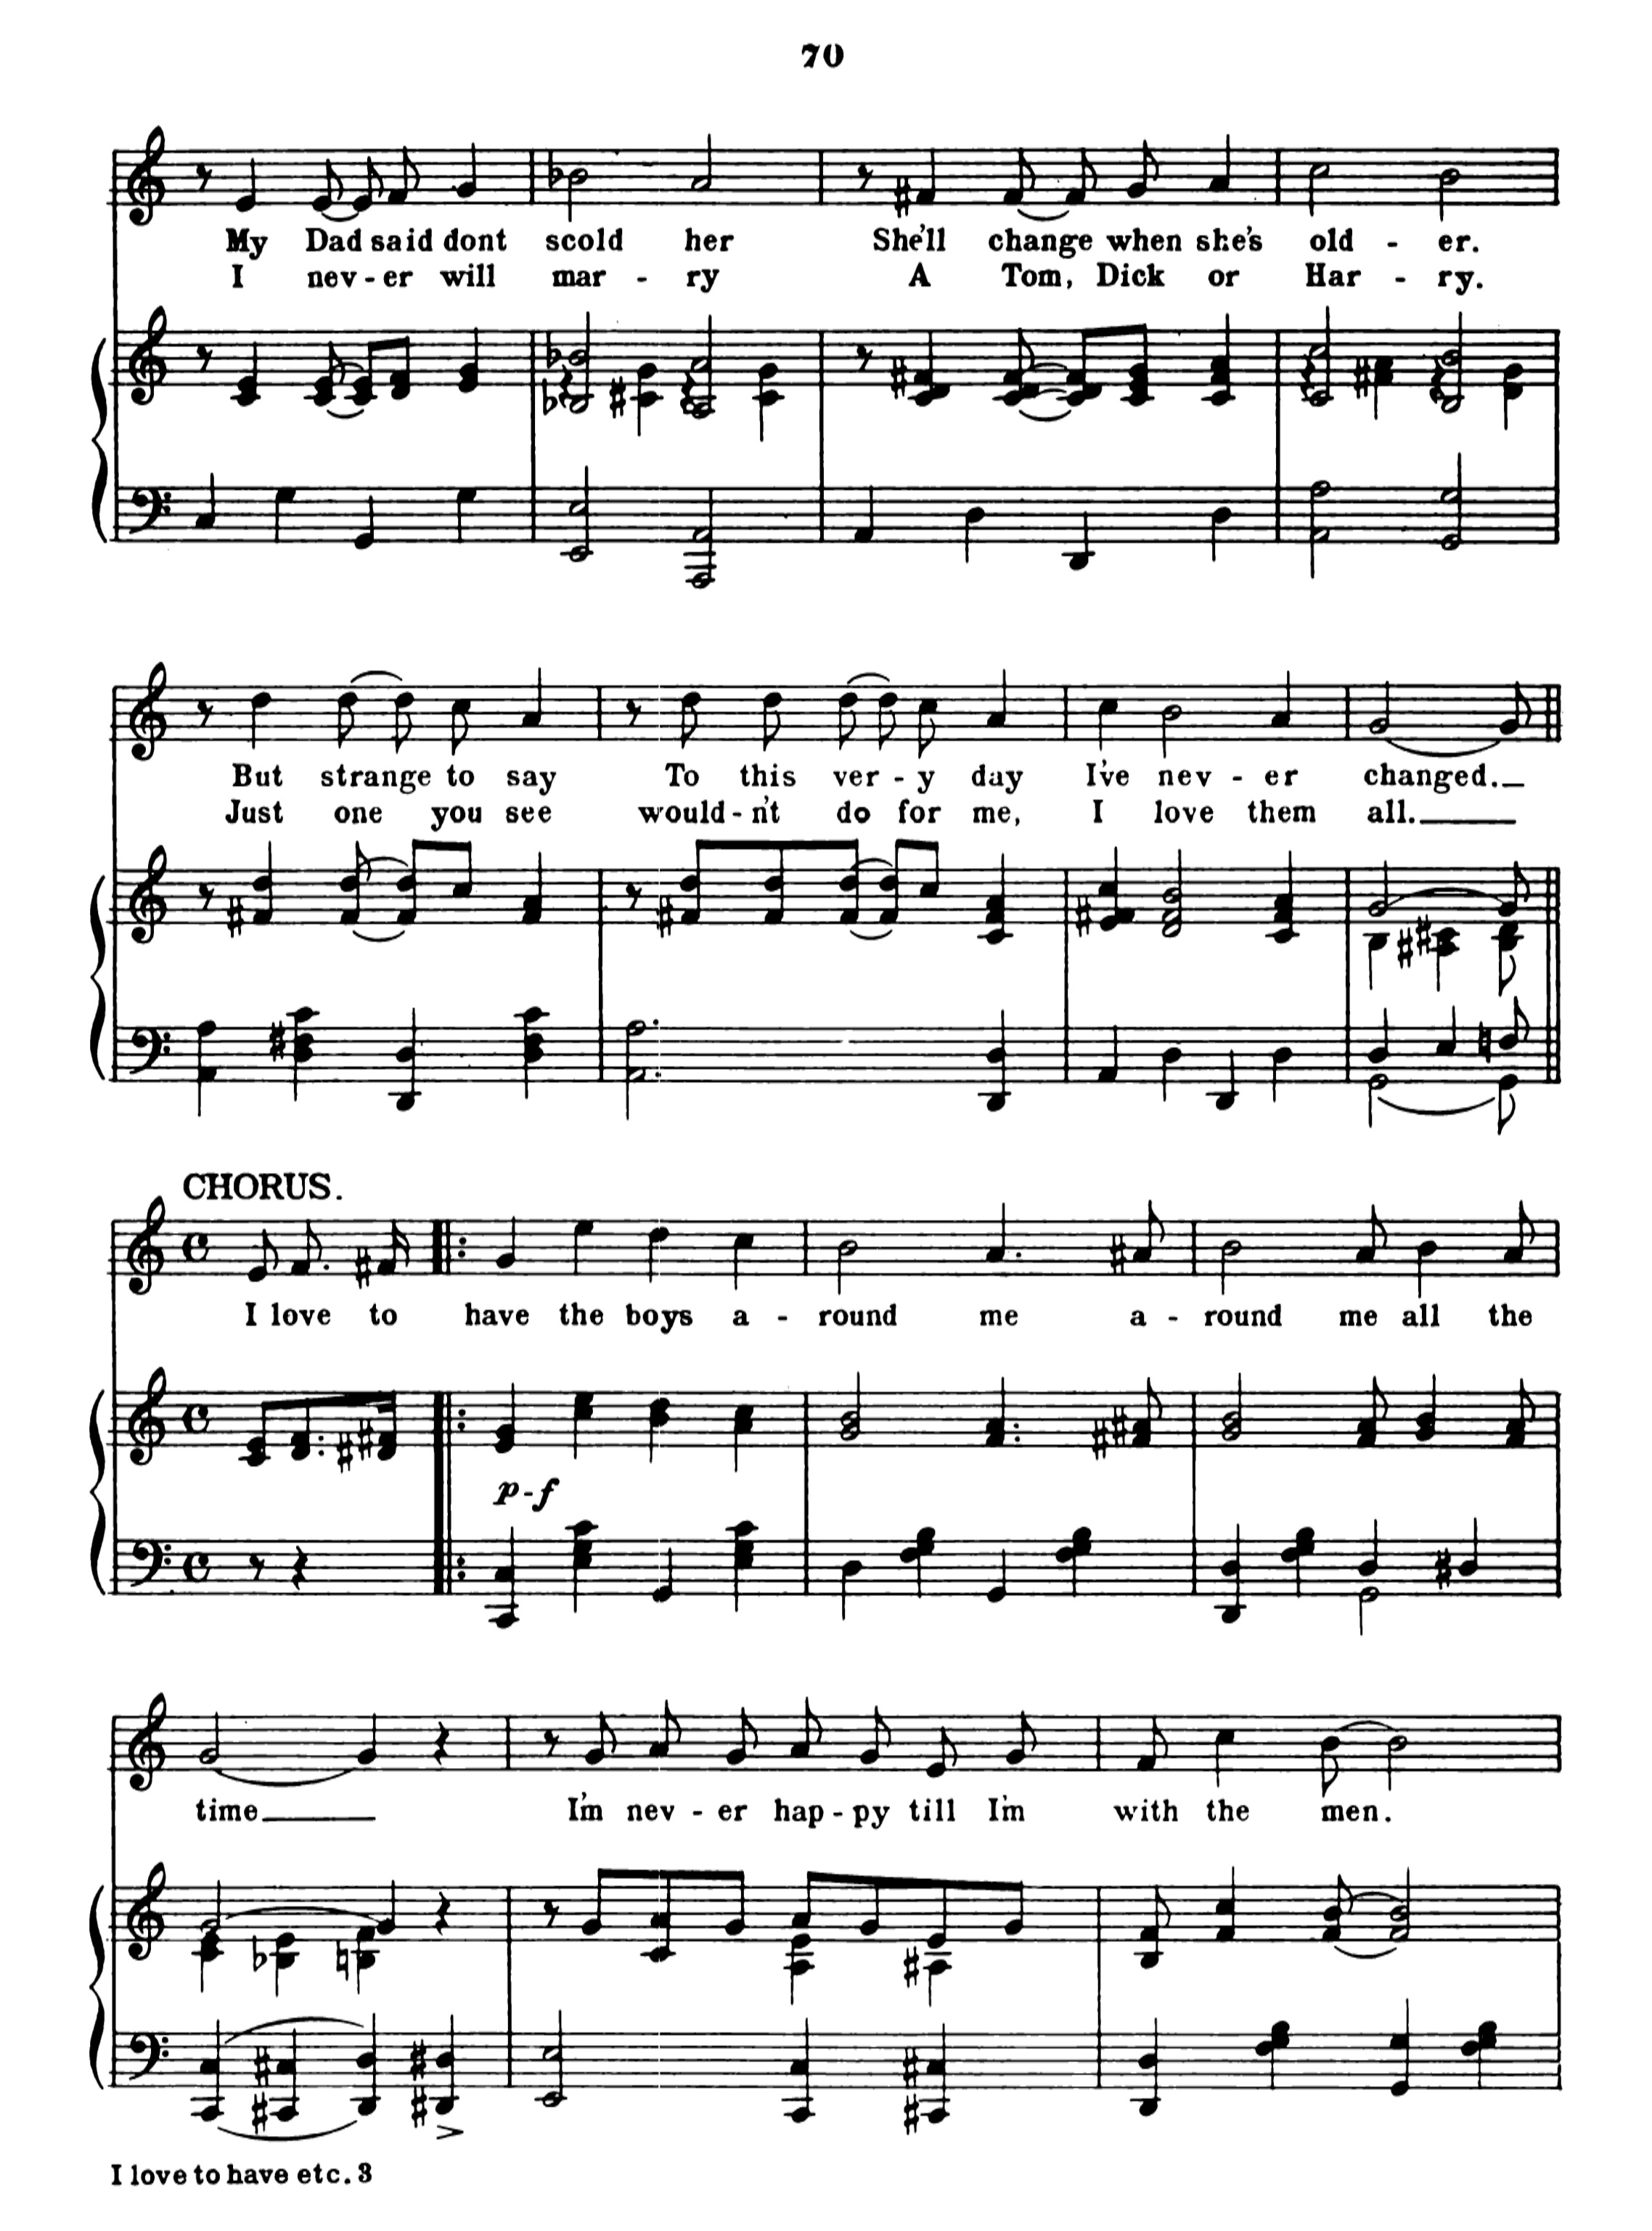 70
My Dad said dont scold her She'll change when she's old - er.
I nev - er will mar - ry A Tom, Dick or Har - ry.
But strange to say To this ver - y day I've nev - er changed.
Just one you see would - n't do for me, I love them all.
CHORUS.
I love to have the boys a - round me a - round me all the
p-f
time I'm nev - er hap - py till I'm with the men.
I love to have etc. 3